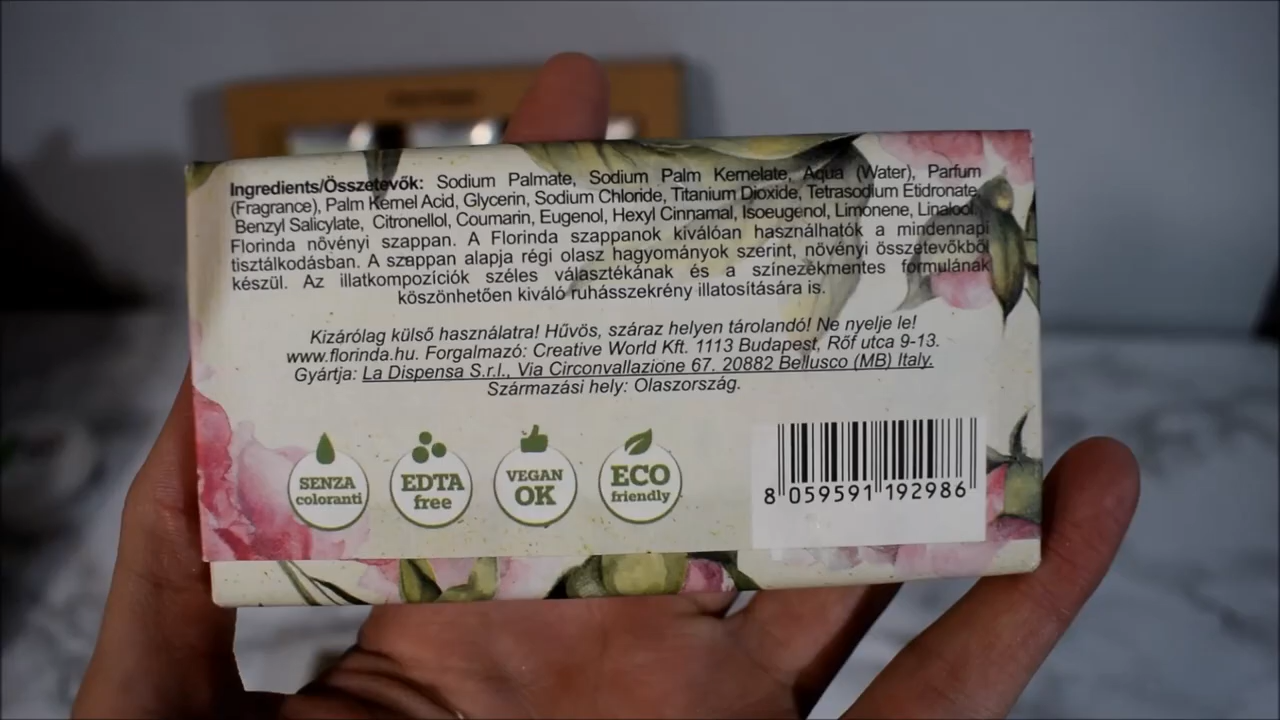 Ingredients/Összetevők: Sodium Palmate, Sodium Palm Kernelate, Aqua (Water), Parfum
(Fragrance), Palm Kernel Acid, Glycerin, Sodium Chloride, Titanium Dioxide, Tetrasodium Etidronate,
Benzyl Salicylate, Citronellol, Coumarin, Eugenol, Hexyl Cinnamal, Isoeugenol, Limonene, Linalool.
Florinda növényi szappan. A Florinda szappanok kíválóan használhatók a mindennapi
tisztálkodásban. A szappan alapja régi olasz hagyományok szerint, növényi összetevőkből
készül. Az illatkompozíciók széles választékának és a színezékmentes formulának
köszönhetően kiváló ruhásszekrény illatosítására is.
Kizárólag külső használatra! Hűvös, száraz helyen tárolandó! Ne nyelje le!
www.florinda.hu. Forgalmazó: Creative World Kft. 1113 Budapest, Róf utca 9-13.
Gyártja: La Dispensa S.r.l., Via Circonvallazione 67. 20882 Bellusco (MB) Italy.
Származási hely: Olaszország.
SENZA
coloranti
EDTA
free
VEGAN
OK
ECO
friendly
8 059591 192986